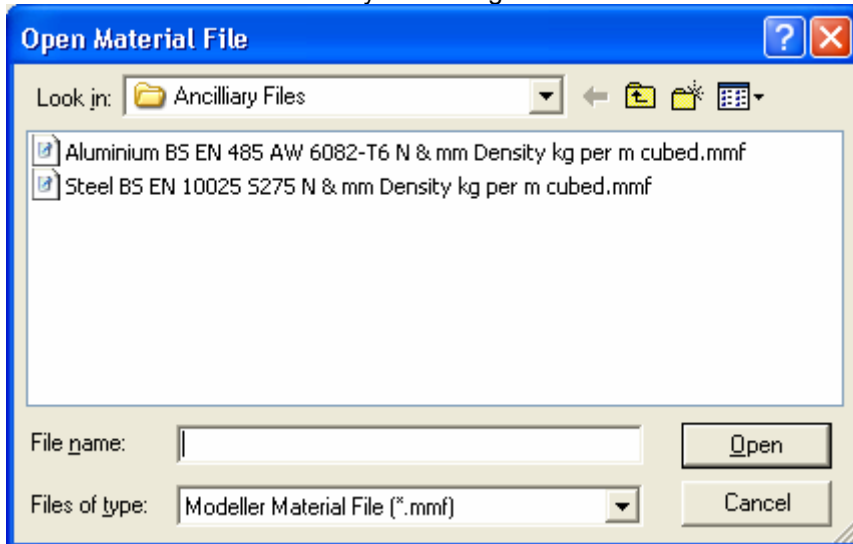 Open Material File
Look in: Ancilliary Files
Aluminium BS EN 485 AW 6082-T6 N & mm Density kg per m cubed.mmf
Steel BS EN 10025 S275 N & mm Density kg per m cubed.mmf
File name:
Open
Files of type: Modeller Material File (*.mmf)
Cancel